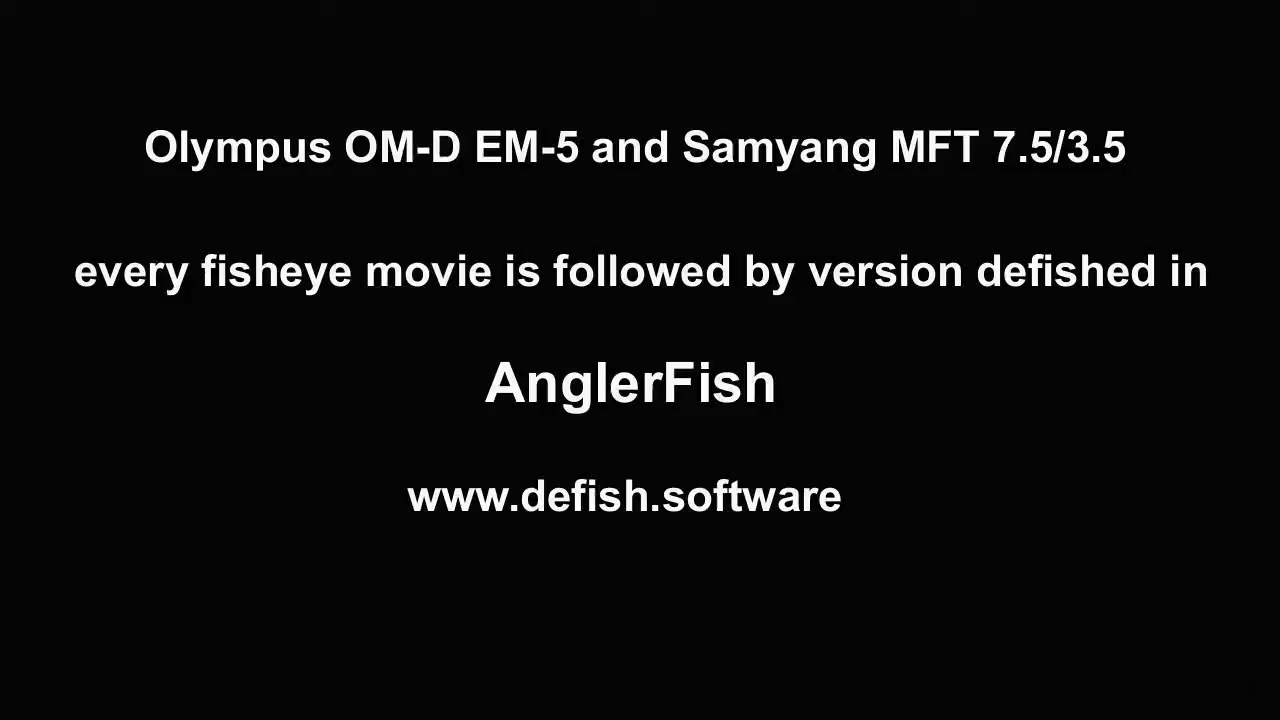 Olympus OM-D EM-5 and Samyang MFT 7.5/3.5
every fisheye movie is followed by version defished in
AnglerFish
www.defish.software